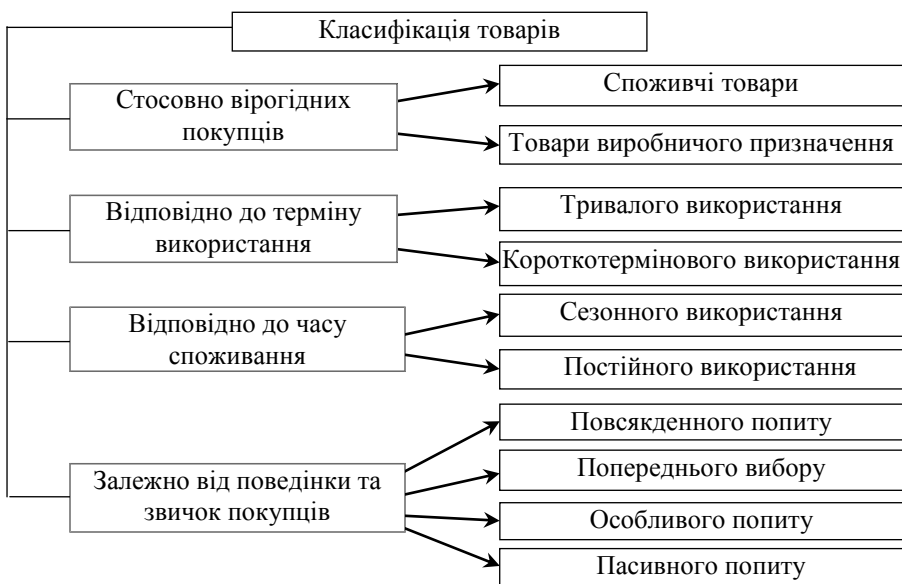 Класифікація товарів
Стосовно вірогідних
покупців
Споживчі товари
Товари виробничого призначення
Відповідно до терміну
використання
Тривалого використання
Короткотермінового використання
Відповідно до часу
споживання
Сезонного використання
Постійного використання
Залежно від поведінки та
звичок покупців
Повсякденного попиту
Попереднього вибору
Особливого попиту
Пасивного попиту